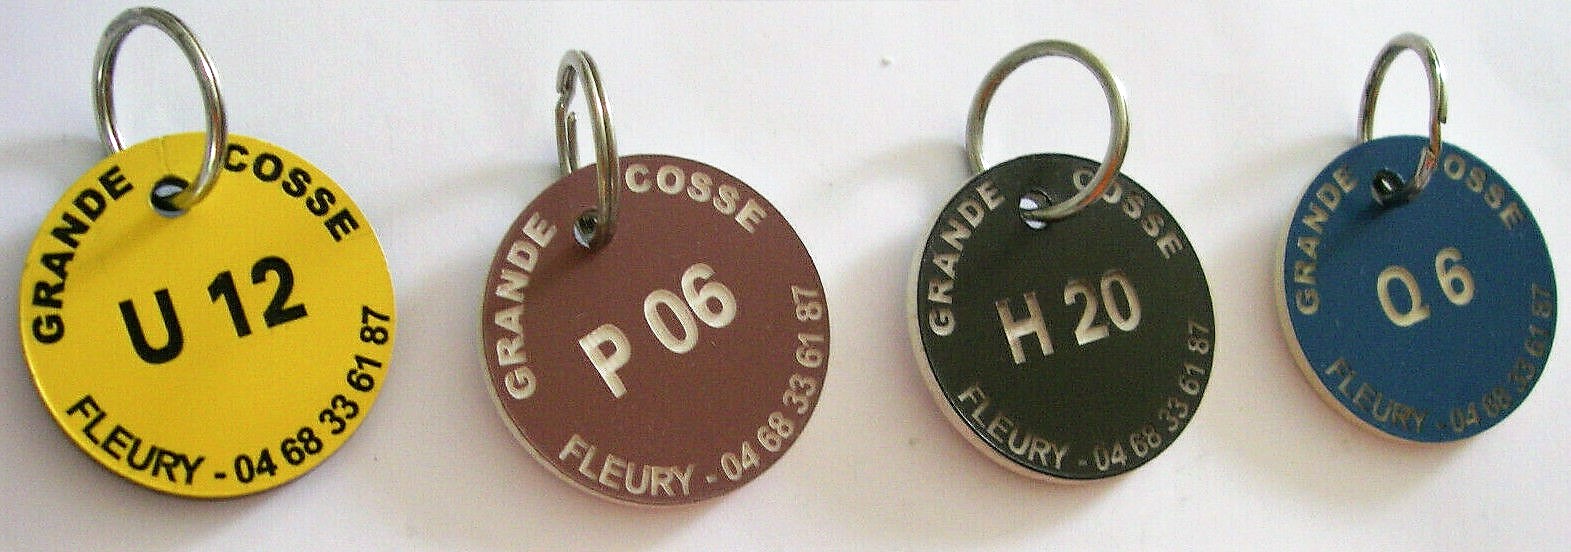 GRANDE COSSE
U 12
FLEURY - 04 68 33 61 87
GRANDE COSSE
P 06
FLEURY - 04 68 33 61 87
GRANDE COSSE
H 20
FLEURY - 04 68 33 61 87
GRANDE OSSE
Q 6
FLEURY - 04 68 33 61 87